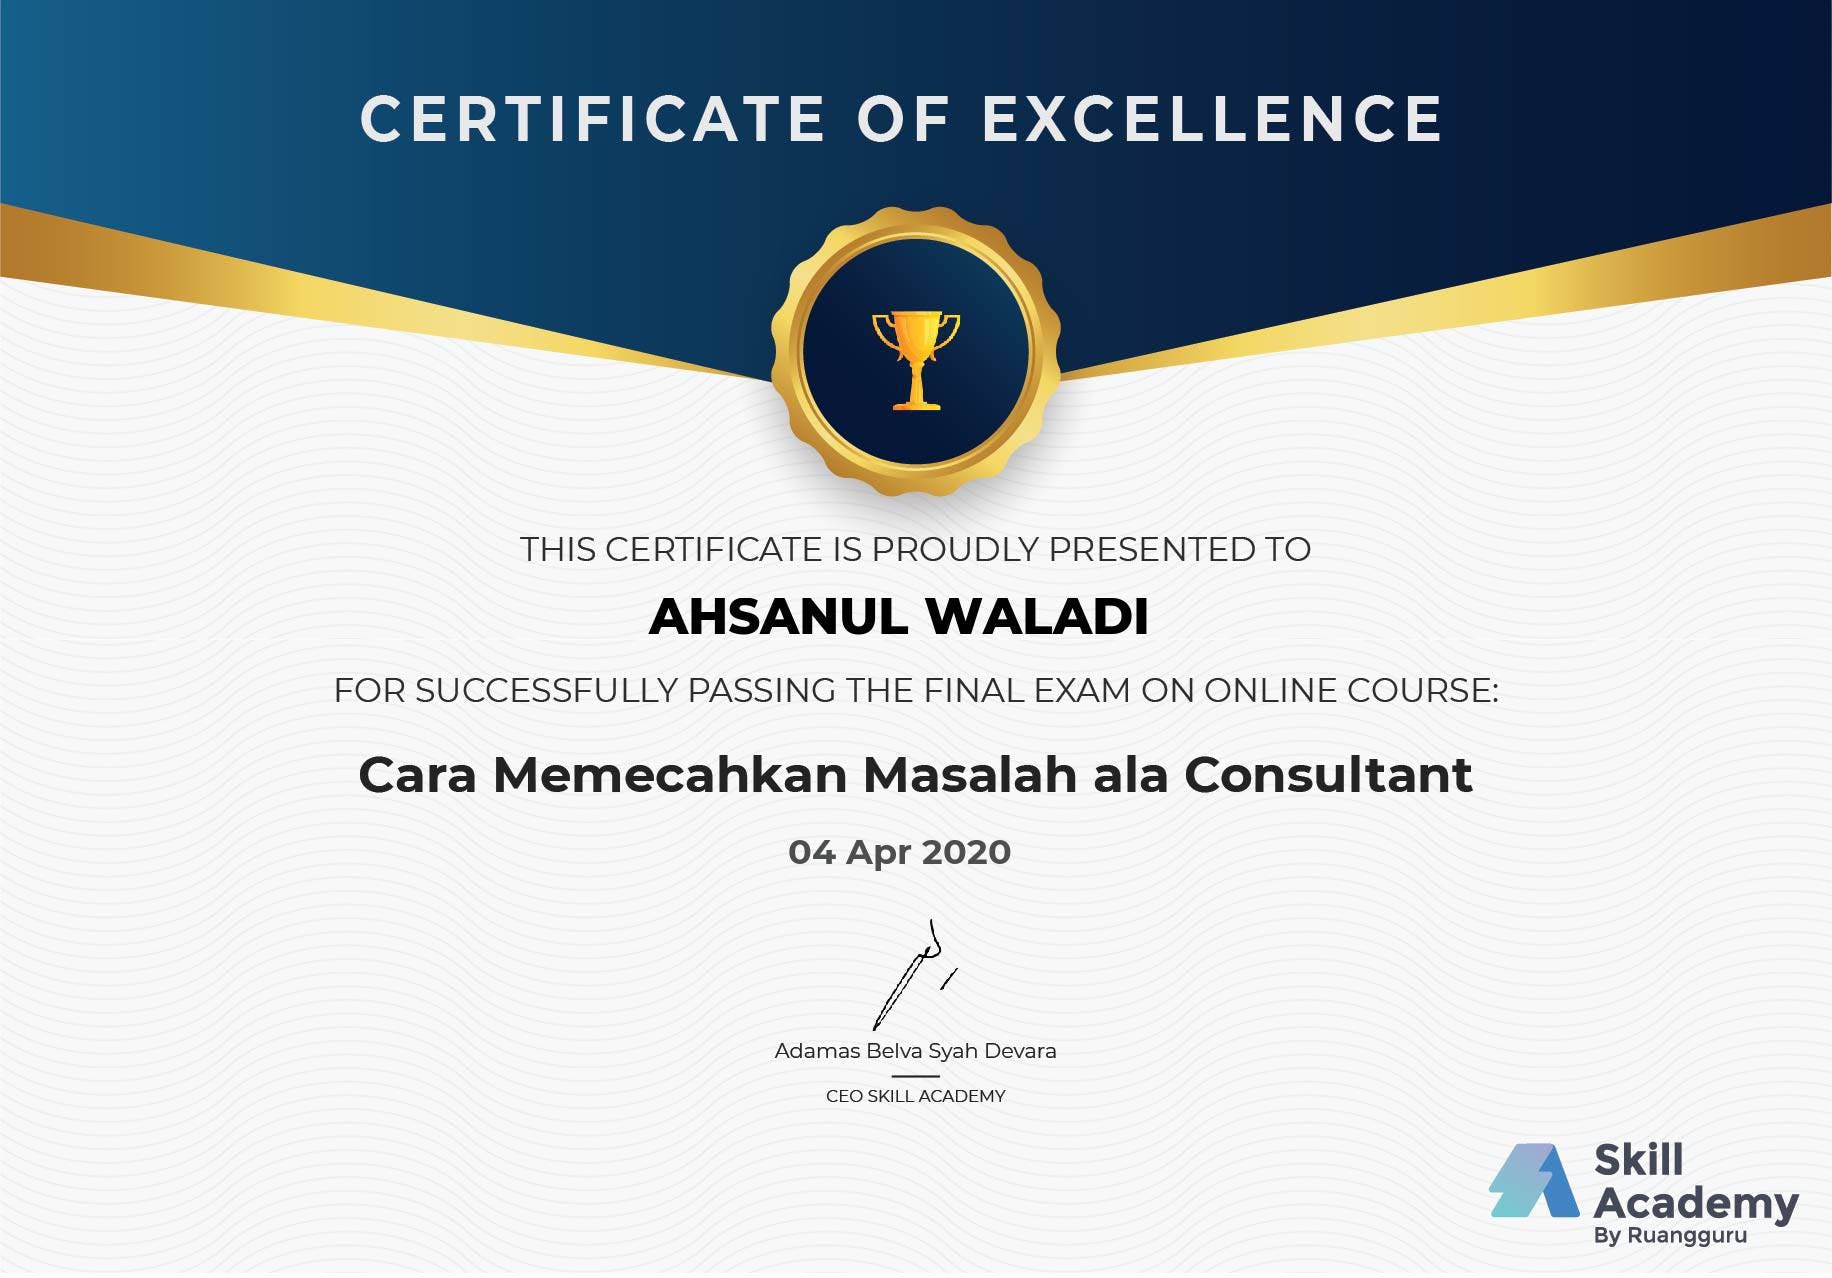 CERTIFICATE OF EXCELLENCE
THIS CERTIFICATE IS PROUDLY PRESENTED TO
AHSANUL WALADI
FOR SUCCESSFULLY PASSING THE FINAL EXAM ON ONLINE COURSE:
Cara Memecahkan Masalah ala Consultant
04 Apr 2020
Adamas Belva Syah Devara
CEO SKILL ACADEMY
Skill
Academy
By Ruangguru